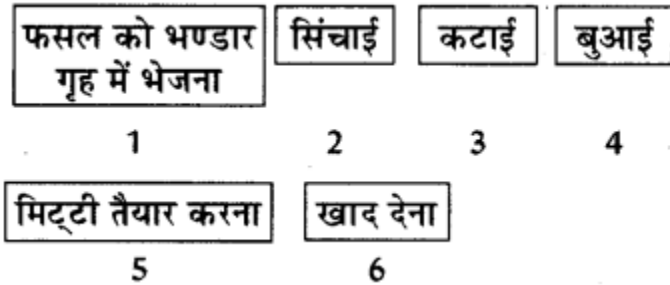 फसल को भण्डार सिंचाई कटाई बुआई
गृह में भेजना
1 2 3 4
मिट्टी तैयार करना खाद देना
5 6